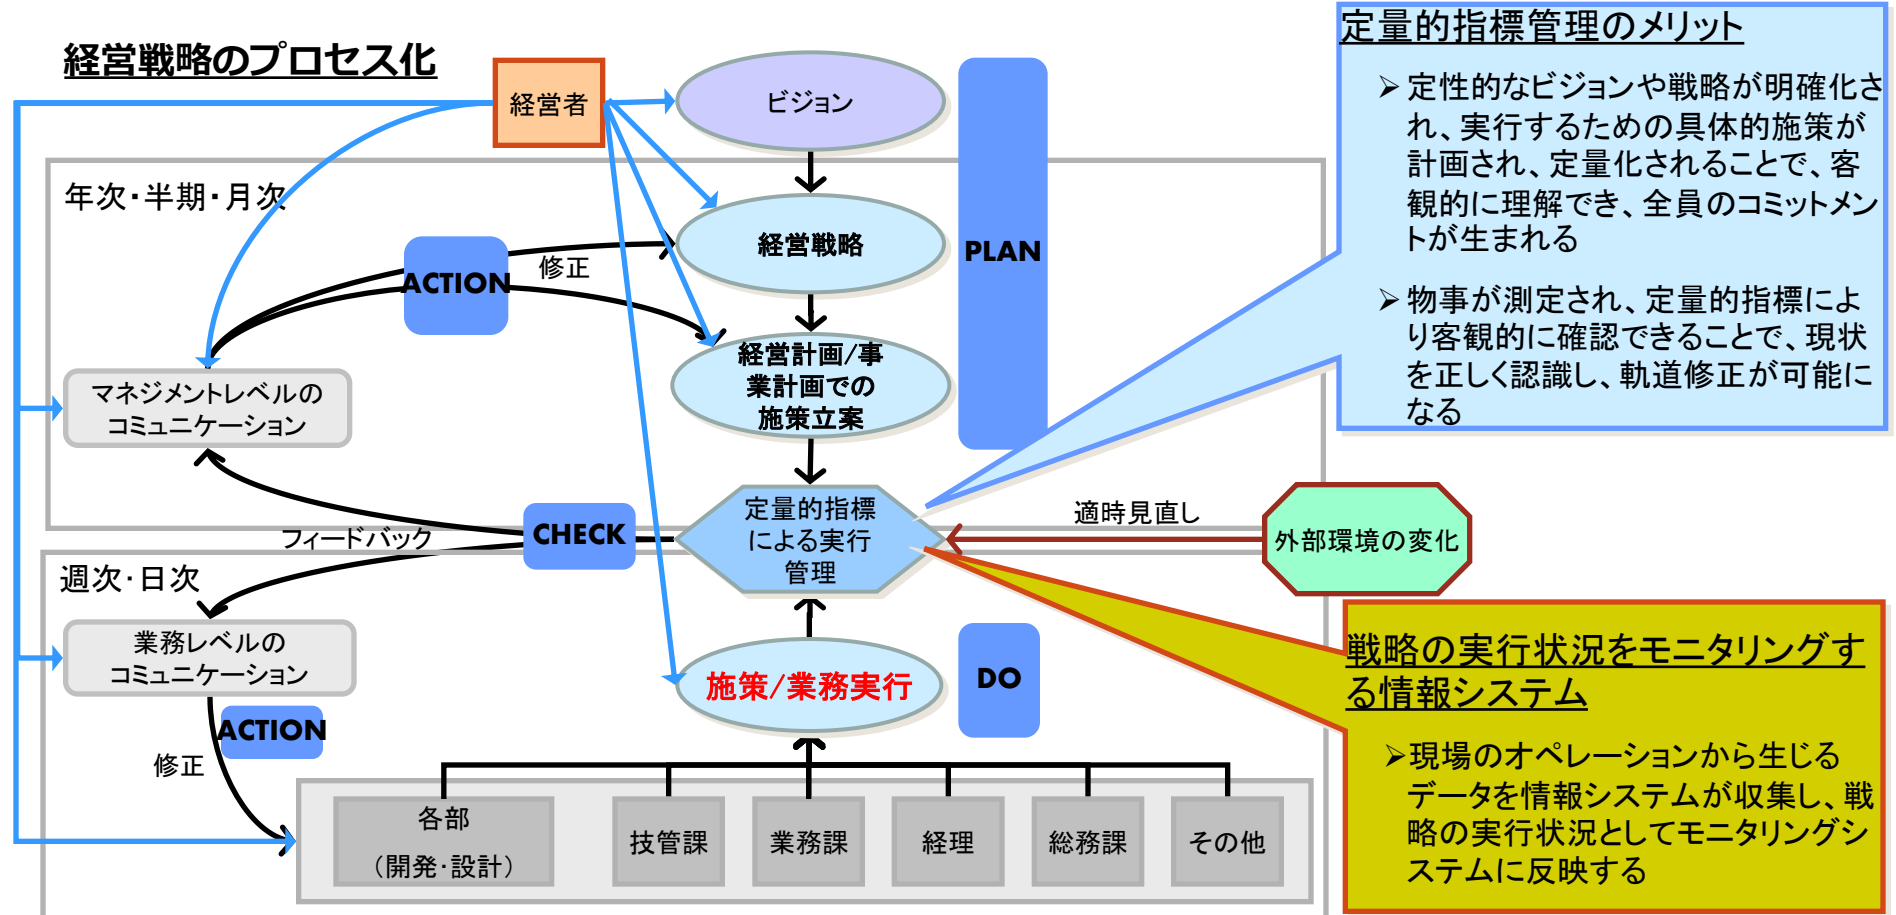 経営戦略のプロセス化
経営者
ビジョン
PLAN
年次・半期・月次
経営戦略
ACTION
修正
経営計画/事
業計画での
施策立案
マネジメントレベルの
コミュニケーション
定量的指標
による実行
管理
CHECK
フィードバック
適時見直し
外部環境の変化
週次・日次
業務レベルの
コミュニケーション
施策/業務実行
DO
ACTION
修正
各部
（開発・設計）
技管課
業務課
経理
総務課
その他
定量的指標管理のメリット
➢ 定性的なビジョンや戦略が明確化さ
れ、実行するための具体的施策が
計画され、定量化されることで、客
観的に理解でき、全員のコミットメン
トが生まれる
➢ 物事が測定され、定量的指標によ
り客観的に確認できることで、現状
を正しく認識し、軌道修正が可能に
なる
戦略の実行状況をモニタリングす
る情報システム
➢ 現場のオペレーションから生じる
データを情報システムが収集し、戦
略の実行状況としてモニタリングシ
ステムに反映する